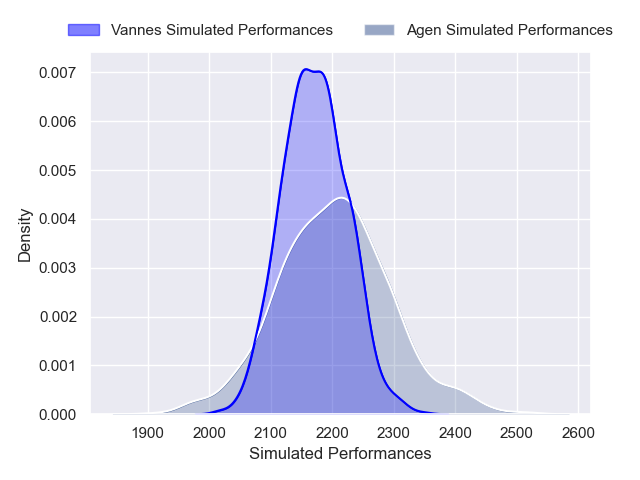 Vannes Simulated Performances Agen Simulated Performances
0.007
0.006
0.005
0.004
0.003
0.002
0.001
0.000
Density
1900 2000 2100 2200 2300 2400 2500 2600
Simulated Performances